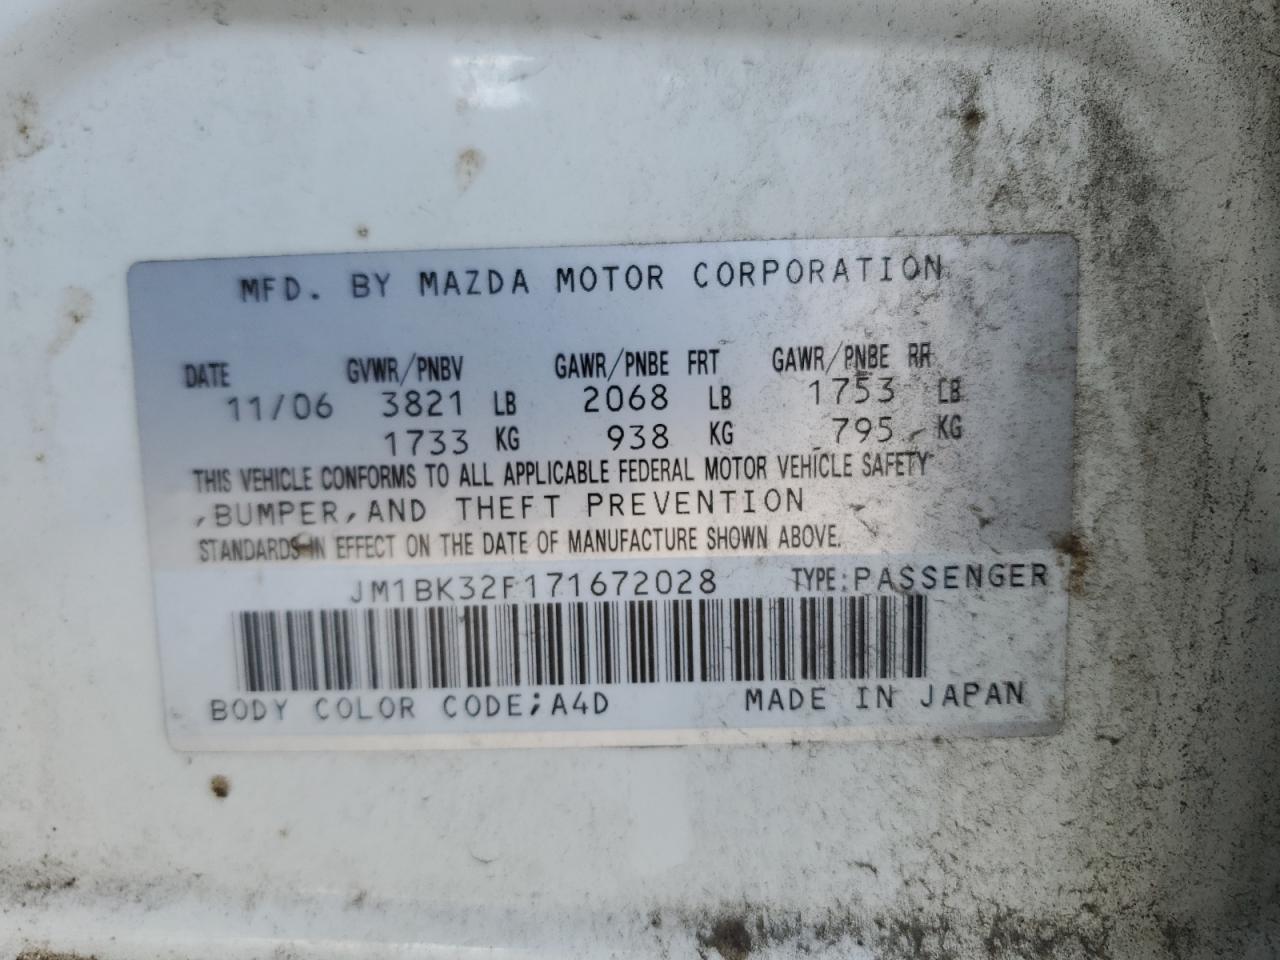 MFD. BY MAZDA MOTOR CORPORATION
DATE GVWR/PNBV GAWR/PNBE FRT GAWR/PNBE RR
11/06 3821 LB 2068 LB 1753 LB
1733 KG 938 KG 795 KG
THIS VEHICLE CONFORMS TO ALL APPLICABLE FEDERAL MOTOR VEHICLE SAFETY
,BUMPER,AND THEFT PREVENTION
STANDARDS IN EFFECT ON THE DATE OF MANUFACTURE SHOWN ABOVE.
JM1BK32F171672028 TYPE:PASSENGER
BODY COLOR CODE;A4D MADE IN JAPAN